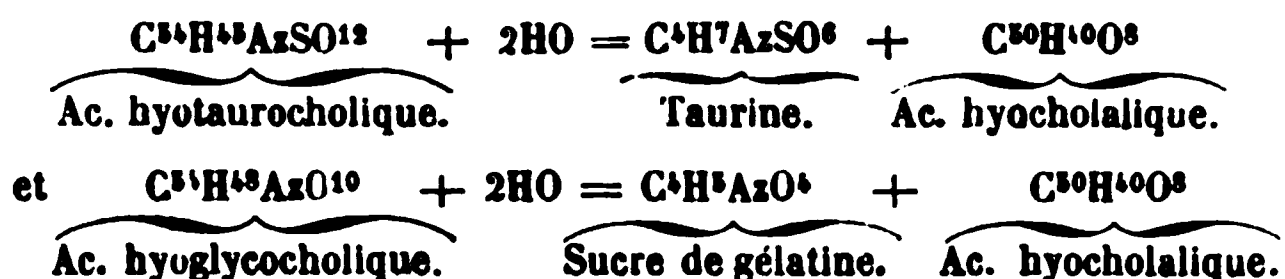 C⁵⁴H⁴⁵AzSO¹² + 2HO = C⁴H⁷AzSO⁶ + C⁵⁰H⁴⁰O⁸
Ac. hyotaurocholique. Taurine. Ac. hyocholalique.
et C⁵⁴H⁴³AzO¹⁰ + 2HO = C⁴H⁵AzO⁴ + C⁵⁰H⁴⁰O⁸
Ac. hyoglycocholique. Sucre de gélatine. Ac. hyocholalique.